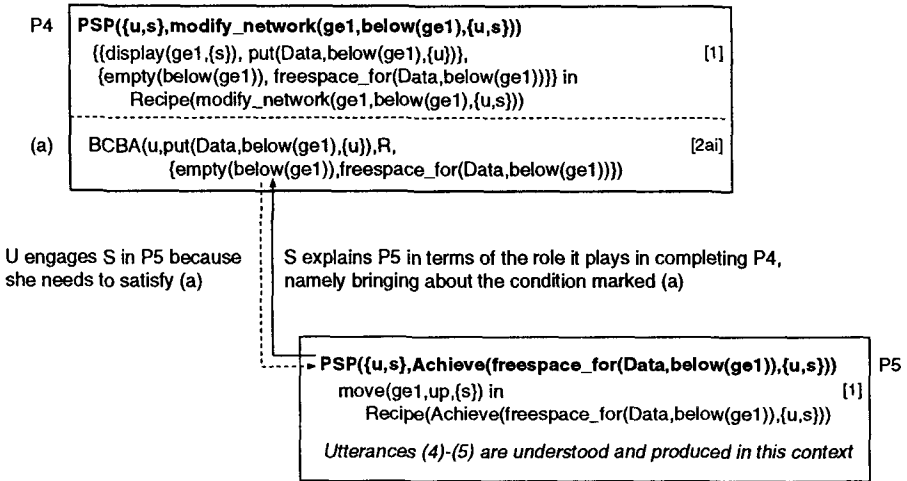 P4 PSP({u,s},modify_network(ge1,below(ge1),{u,s}))
{{display(ge1,{s}), put(Data,below(ge1),{u})}, [1]
{empty(below(ge1)), freespace_for(Data,below(ge1))}} in
Recipe(modify_network(ge1,below(ge1),{u,s}))
(a) BCBA(u,put(Data,below(ge1),{u}),R, [2ai]
{empty(below(ge1)),freespace_for(Data,below(ge1))})
U engages S in P5 because
she needs to satisfy (a)
S explains P5 in terms of the role it plays in completing P4,
namely bringing about the condition marked (a)
PSP({u,s},Achieve(freespace_for(Data,below(ge1)),{u,s})) P5
move(ge1,up,{s}) in [1]
Recipe(Achieve(freespace_for(Data,below(ge1)),{u,s}))
Utterances (4)-(5) are understood and produced in this context